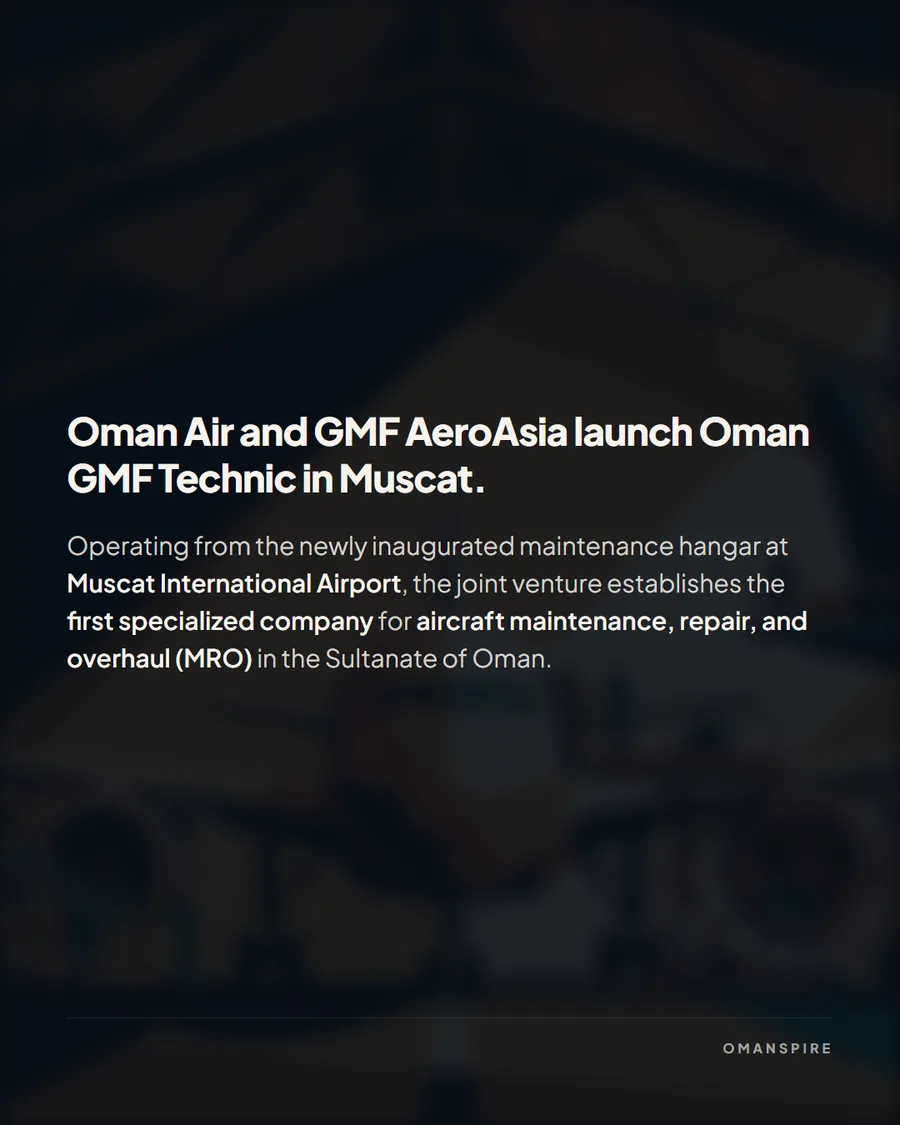 Oman Air and GMF AeroAsia launch Oman
GMF Technic in Muscat.
Operating from the newly inaugurated maintenance hangar at
Muscat International Airport, the joint venture establishes the
first specialized company for aircraft maintenance, repair, and
overhaul (MRO) in the Sultanate of Oman.
OMANSPIRE